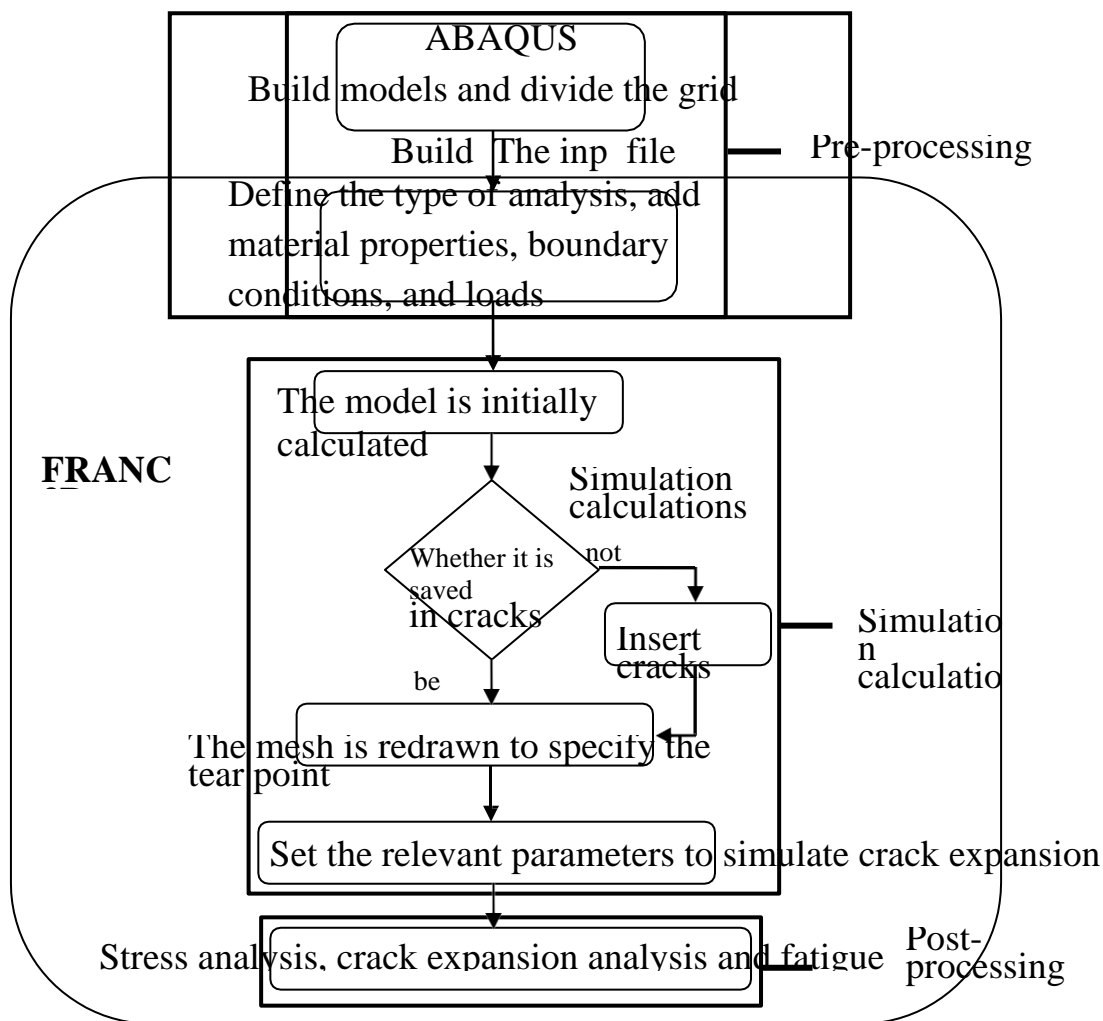 ABAQUS
Build models and divide the grid
Build The inp file
Pre-processing
Define the type of analysis, add
material properties, boundary
conditions, and loads
The model is initially
calculated
FRANC
Simulation
calculations
Whether it is
saved
in cracks
not
Insert
cracks
Simulatio
n
calculatio
be
The mesh is redrawn to specify the
tear point
Set the relevant parameters to simulate crack expansion
Stress analysis, crack expansion analysis and fatigue
Post-
processing